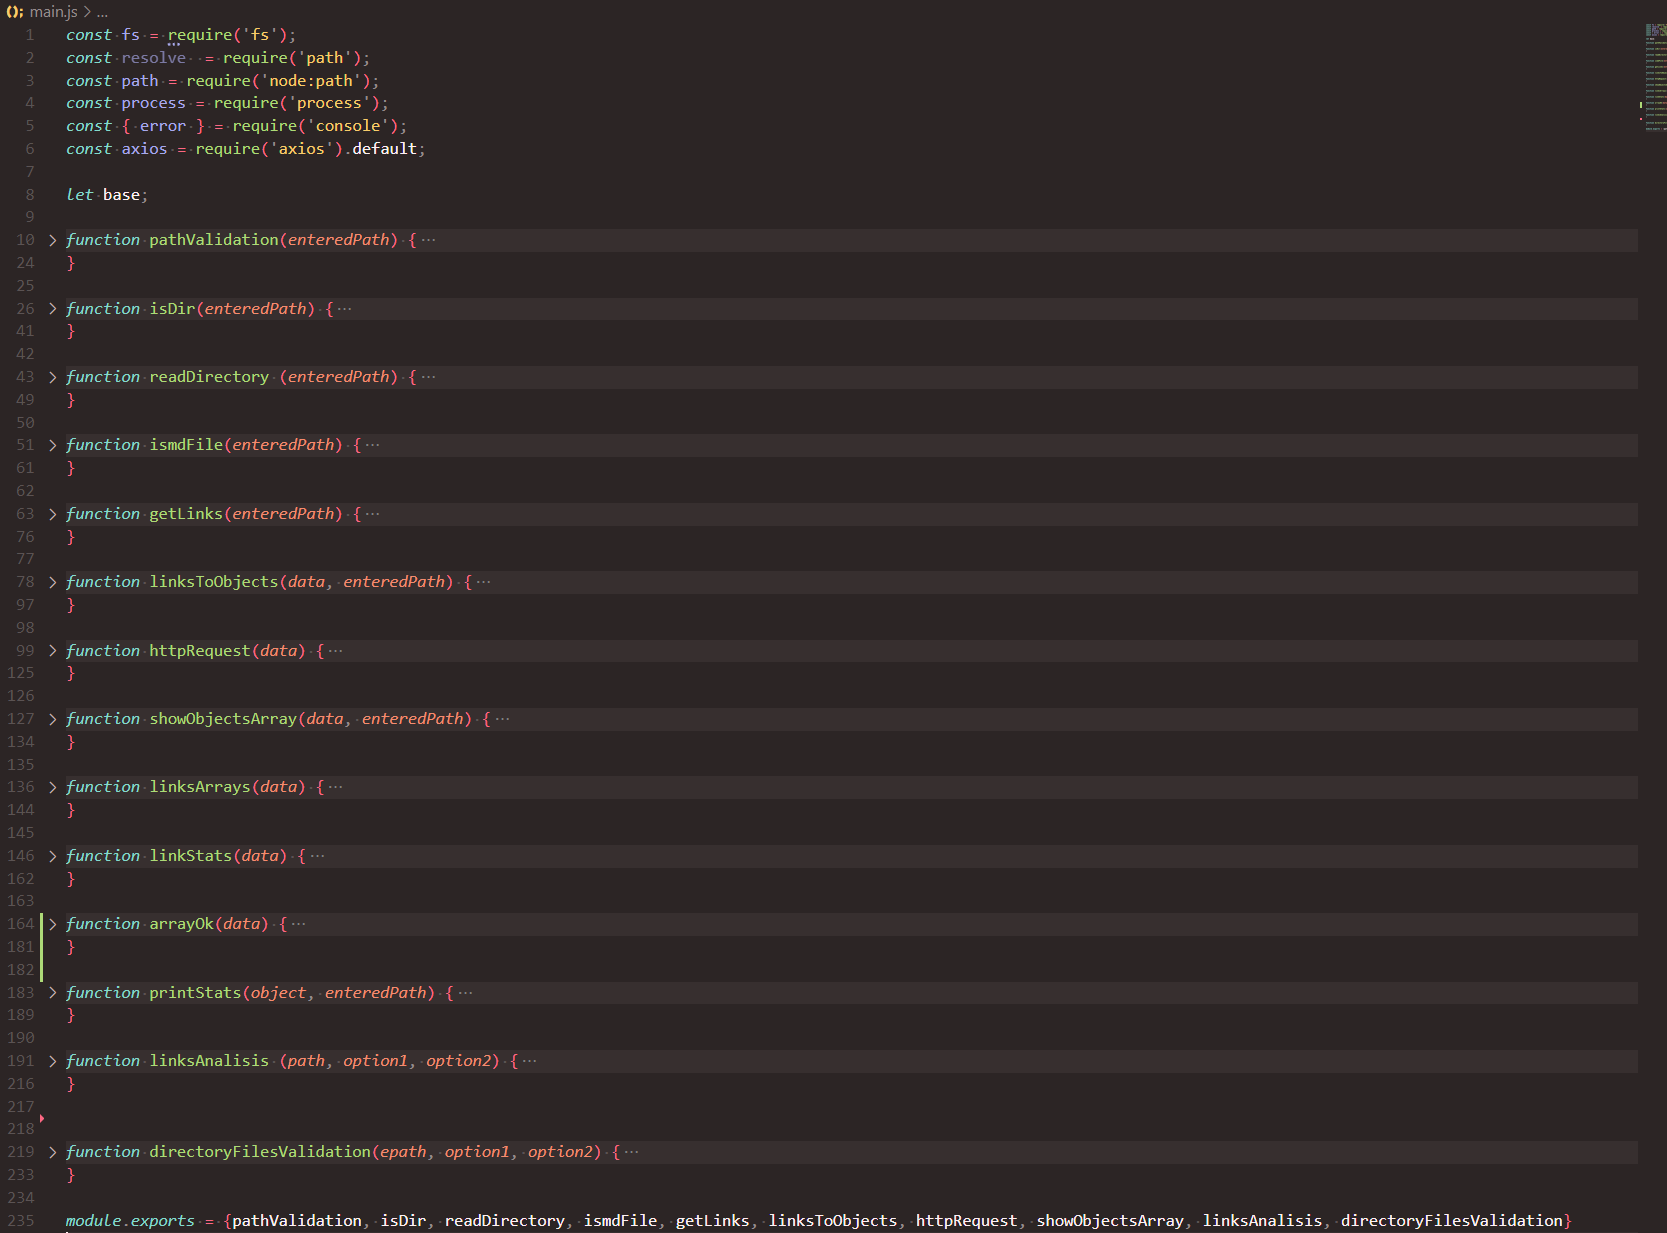 main.js > ...
1 const fs = require('fs');
2 const resolve  = require('path');
3 const path = require('node:path');
4 const process = require('process');
5 const { error } = require('console');
6 const axios = require('axios').default;
7
8 let base;
9
10 > function pathValidation(enteredPath) { ...
24 }
25
26 > function isDir(enteredPath) { ...
41 }
42
43 > function readDirectory (enteredPath) { ...
49 }
50
51 > function ismdFile(enteredPath) { ...
61 }
62
63 > function getLinks(enteredPath) { ...
76 }
77
78 > function linksToObjects(data, enteredPath) { ...
97 }
98
99 > function httpRequest(data) { ...
125 }
126
127 > function showObjectsArray(data, enteredPath) { ...
134 }
135
136 > function linksArrays(data) { ...
144 }
145
146 > function linkStats(data) { ...
162 }
163
164 > function arrayOk(data) { ...
181 }
182
183 > function printStats(object, enteredPath) { ...
189 }
190
191 > function linksAnalisis (path, option1, option2) { ...
216 }
217
218
219 > function directoryFilesValidation(epath, option1, option2) { ...
233 }
234
235 module.exports = {pathValidation, isDir, readDirectory, ismdFile, getLinks, linksToObjects, httpRequest, showObjectsArray, linksAnalisis, directoryFilesValidation}